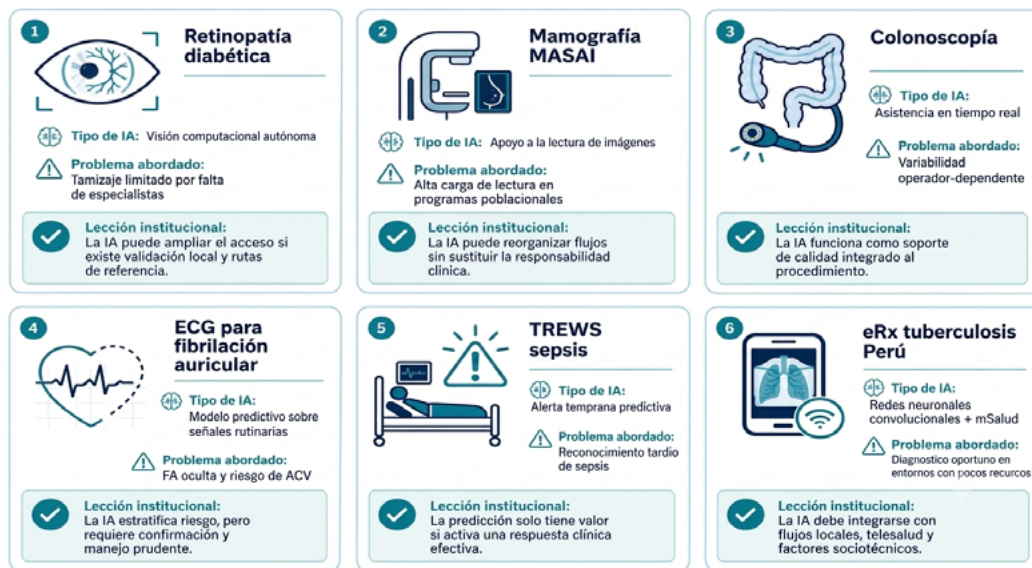 1
Retinopatía
diabética
Tipo de IA: Visión computacional autónoma
Problema abordado:
Tamizaje limitado por falta
de especialistas
Lección institucional:
La IA puede ampliar el acceso si
existe validación local y rutas
de referencia.
2
Mamografía
MASAI
Tipo de IA: Apoyo a la lectura de imágenes
Problema abordado:
Alta carga de lectura en
programas poblacionales
Lección institucional:
La IA puede reorganizar flujos
sin sustituir la responsabilidad
clinica.
3
Colonoscopía
Tipo de IA:
Asistencia en tiempo real
Problema abordado:
Variabilidad
operador-dependente
Lección institucional:
La IA funciona como soporte
de calidad integrado al
procedimiento.
4
ECG para
fibrilación
auricular
Tipo de IA:
Modelo predictivo sobre
señales rutinarias
Problema abordado:
FA oculta y riesgo de ACV
Lección institucional:
La IA estratifica riesgo, pero
requiere confirmación y
manejo prudente.
5
TREWS
sepsis
Tipo de IA:
Alerta temprana predictiva
Problema abordado:
Reconocimiento tardio
de sepsis
Lección institucional:
La predicción solo tiene valor
si activa una respuesta clínica
efectiva.
6
eRx tuberculosis
Perú
Tipo de IA:
Redes neuronales
convolucionales + mSalud
Problema abordado:
Diagnostico oportuno en
entornos con pocos recurcos
Lección institucional:
La IA debe integrarse con
flujos locales, telesalud y
factores sociotécnicos.